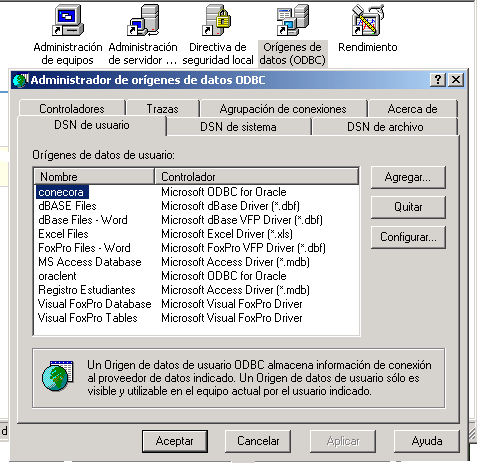 Administración de equipos
Administración de servidor ...
Directiva de seguridad local
Orígenes de datos (ODBC)
Rendimiento
Administrador de orígenes de datos ODBC
Controladores
Trazas
Agrupación de conexiones
Acerca de
DSN de usuario
DSN de sistema
DSN de archivo
Orígenes de datos de usuario:
Nombre Controlador
conecora Microsoft ODBC for Oracle
dBASE Files Microsoft dBase Driver (*.dbf)
dBase Files - Word Microsoft dBase VFP Driver (*.dbf)
Excel Files Microsoft Excel Driver (*.xls)
FoxPro Files - Word Microsoft FoxPro VFP Driver (*.dbf)
MS Access Database Microsoft Access Driver (*.mdb)
oraclent Microsoft ODBC for Oracle
Registro Estudiantes Microsoft Access Driver (*.mdb)
Visual FoxPro Database Microsoft Visual FoxPro Driver
Visual FoxPro Tables Microsoft Visual FoxPro Driver
Agregar...
Quitar
Configurar...
Un Origen de datos de usuario ODBC almacena información de conexión
al proveedor de datos indicado. Un Origen de datos de usuario sólo es
visible y utilizable en el equipo actual por el usuario indicado.
d
Aceptar
Cancelar
Aplicar
Ayuda